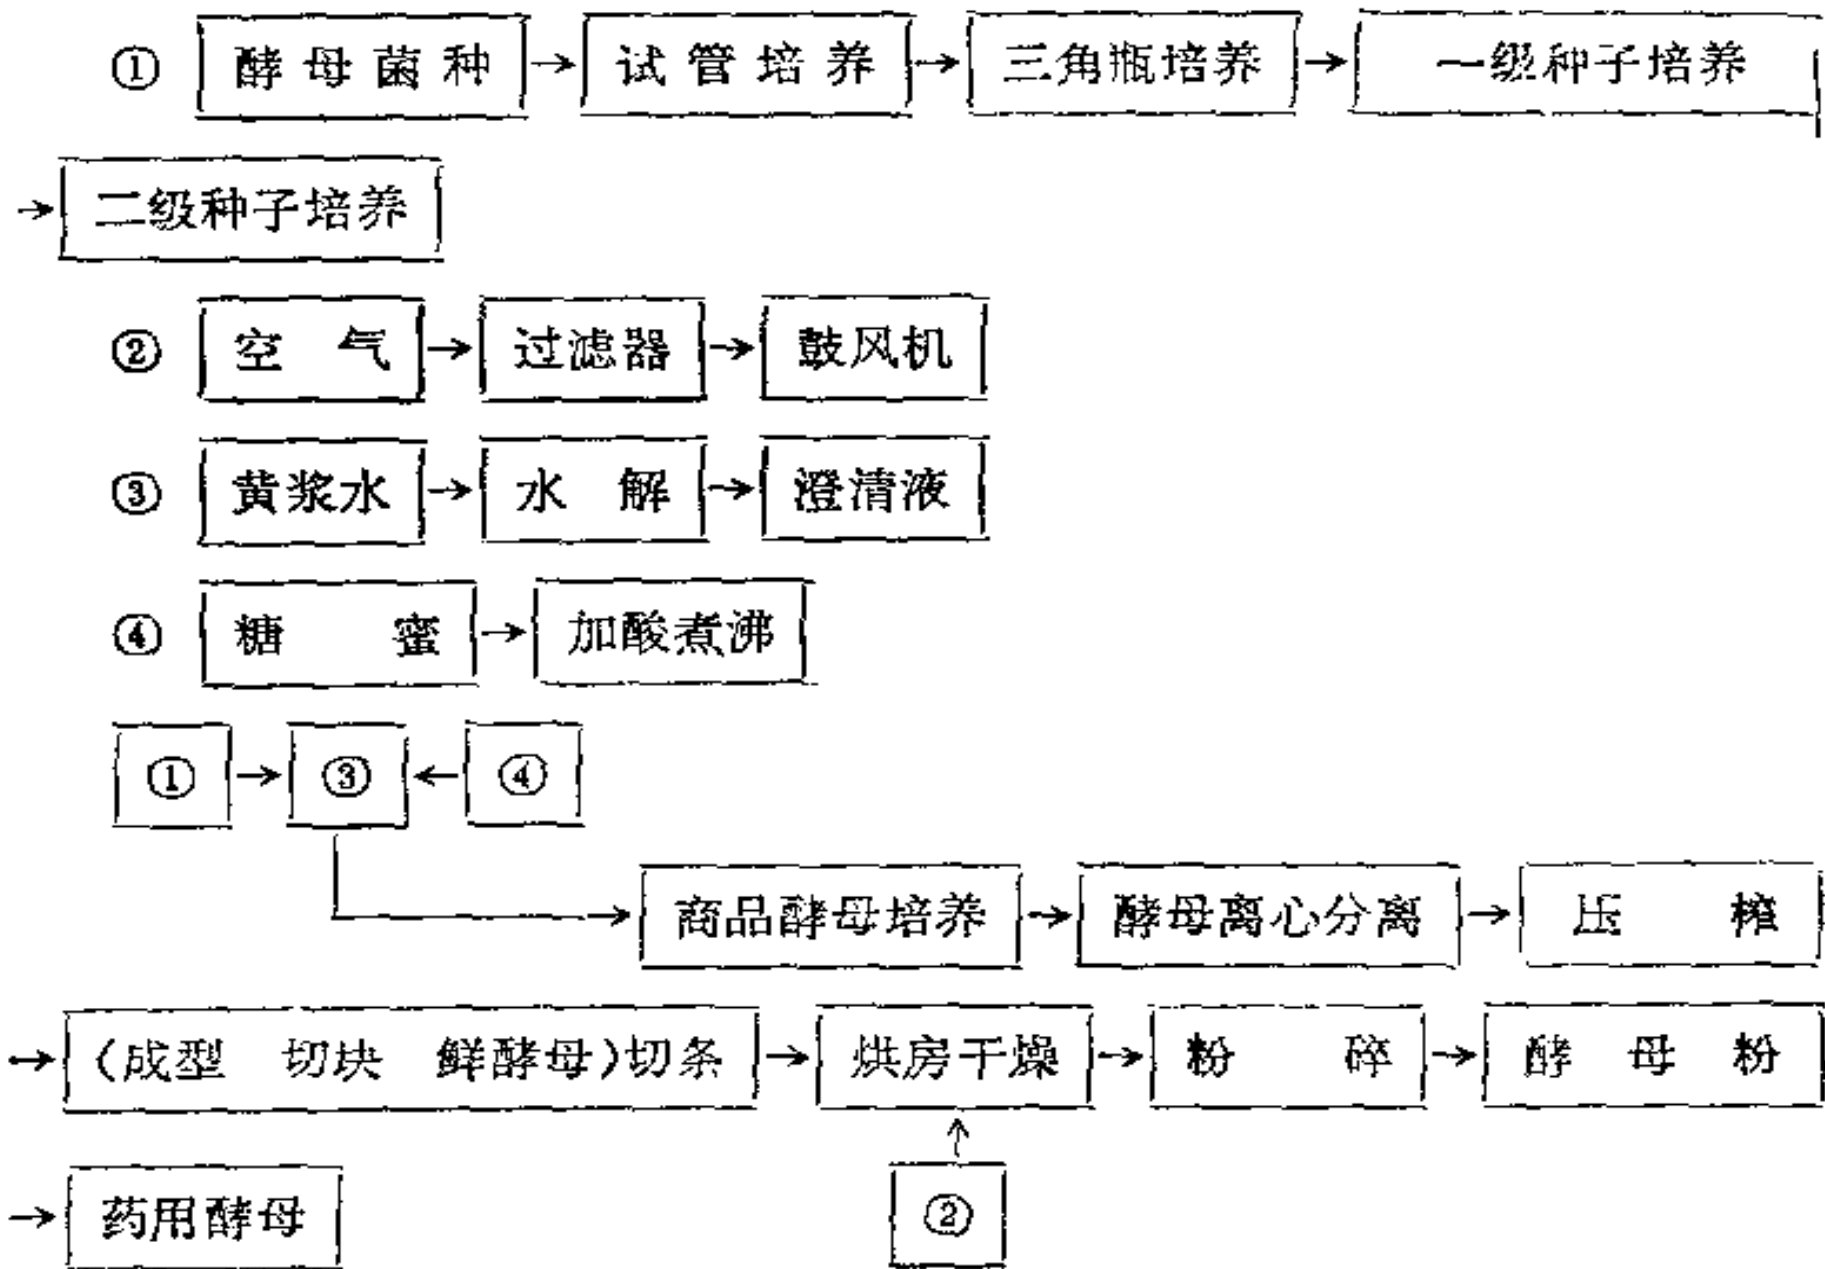 ① 酵母菌种 → 试管培养 → 三角瓶培养 → 一级种子培养
→ 二级种子培养
② 空气 → 过滤器 → 鼓风机
③ 黄浆水 → 水解 → 澄清液
④ 糖蜜 → 加酸煮沸
① → ③ ← ④
商品酵母培养 → 酵母离心分离 → 压榨
→ (成型 切块 鲜酵母)切条 → 烘房干燥 → 粉碎 → 酵母粉
→ 药用酵母 ②